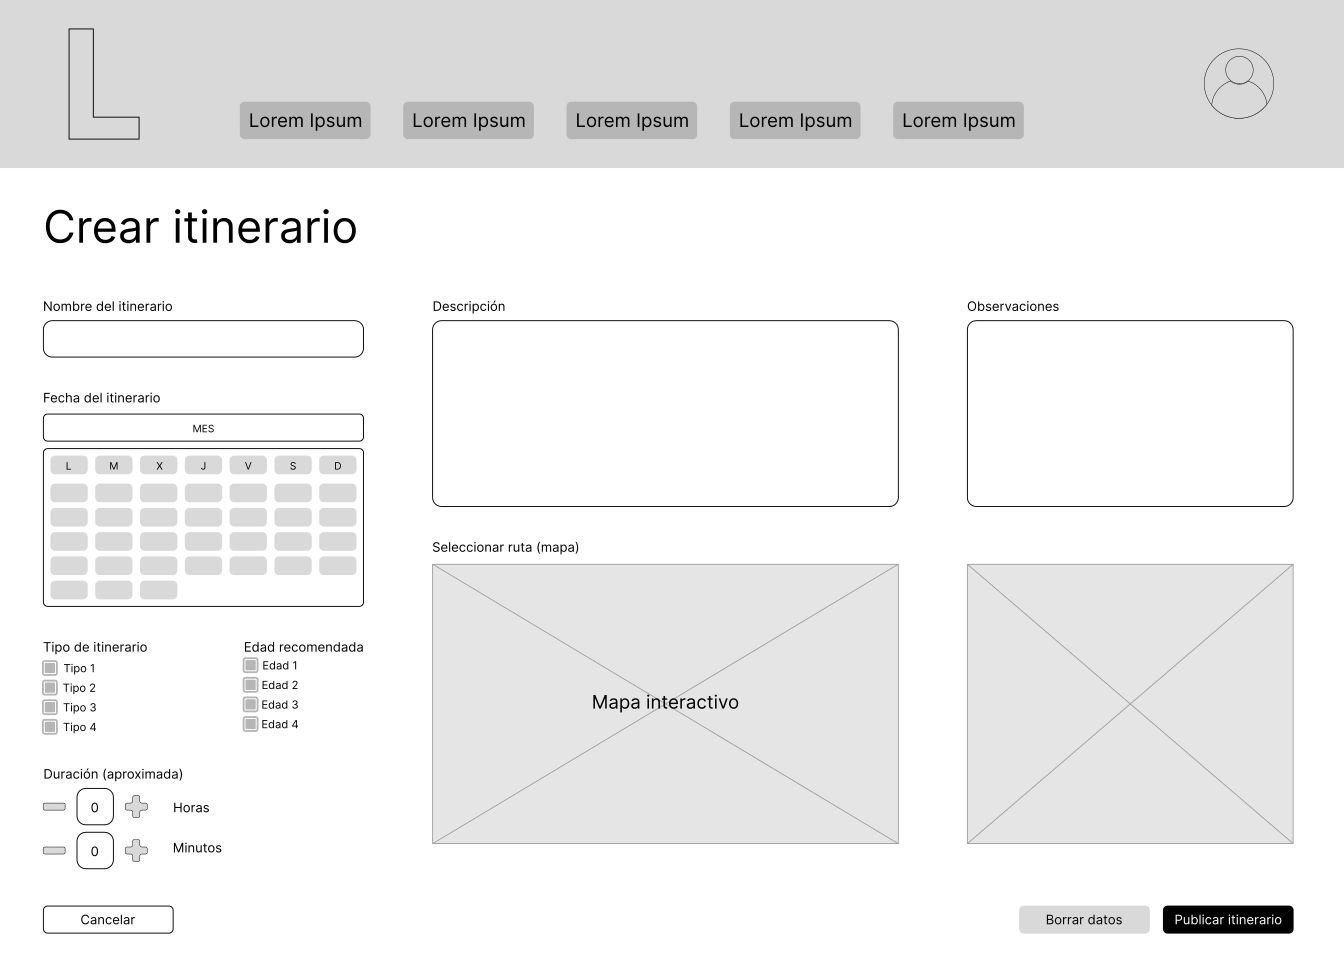 L
Lorem Ipsum
Lorem Ipsum
Lorem Ipsum
Lorem Ipsum
Lorem Ipsum
Crear itinerario
Nombre del itinerario
Fecha del itinerario
MES
L M X J V S D
Tipo de itinerario
Tipo 1
Tipo 2
Tipo 3
Tipo 4
Edad recomendada
Edad 1
Edad 2
Edad 3
Edad 4
Duración (aproximada)
0 Horas
0 Minutos
Descripción
Seleccionar ruta (mapa)
Mapa interactivo
Observaciones
Cancelar
Borrar datos
Publicar itinerario